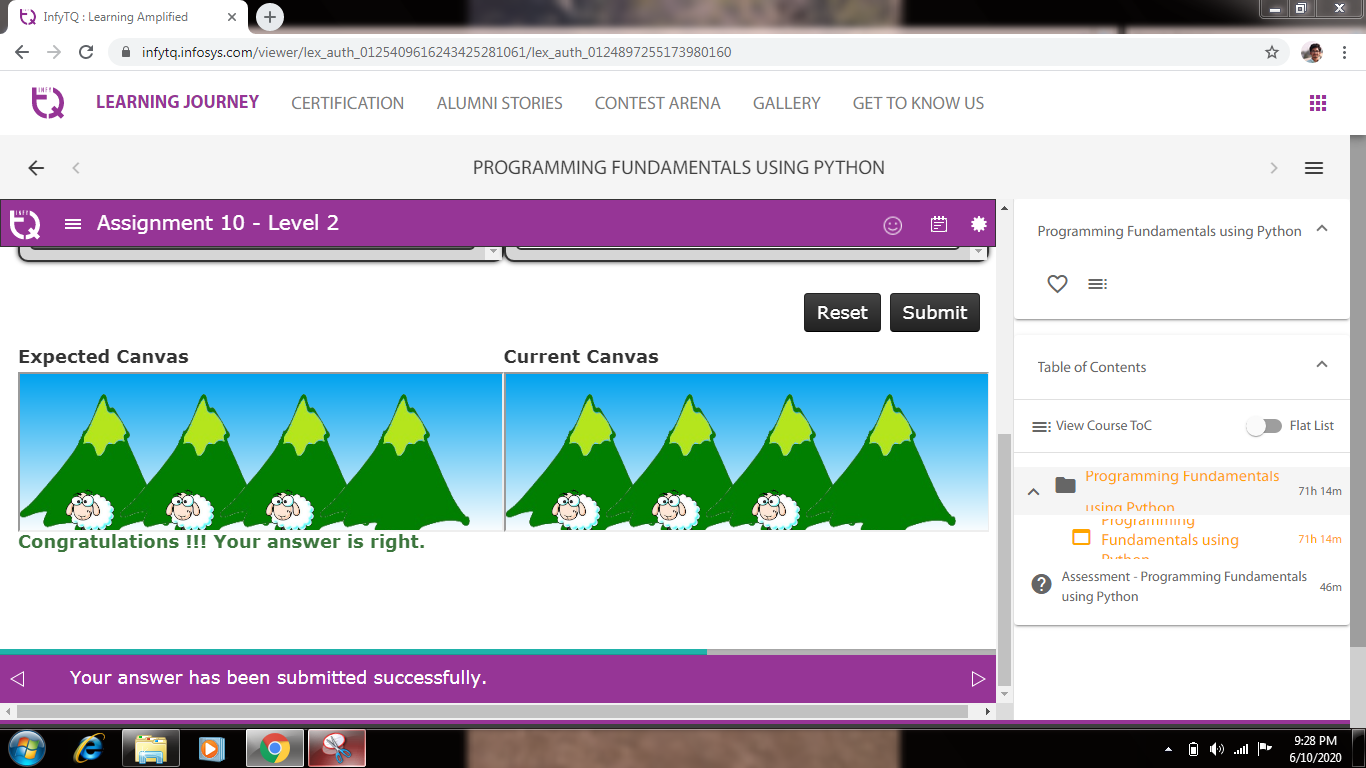 InfyTQ : Learning Amplified
infytq.infosys.com/viewer/lex_auth_0125409616243425281061/lex_auth_0124897255173980160
INFY TQ
LEARNING JOURNEY CERTIFICATION ALUMNI STORIES CONTEST ARENA GALLERY GET TO KNOW US
PROGRAMMING FUNDAMENTALS USING PYTHON
Assignment 10 - Level 2
Reset Submit
Expected Canvas Current Canvas
Congratulations !!! Your answer is right.
Your answer has been submitted successfully.
Programming Fundamentals using Python
Table of Contents
View Course ToC Flat List
Programming Fundamentals
using Python
71h 14m
Programming
Fundamentals using
Python
71h 14m
Assessment - Programming Fundamentals
using Python
46m
9:28 PM
6/10/2020